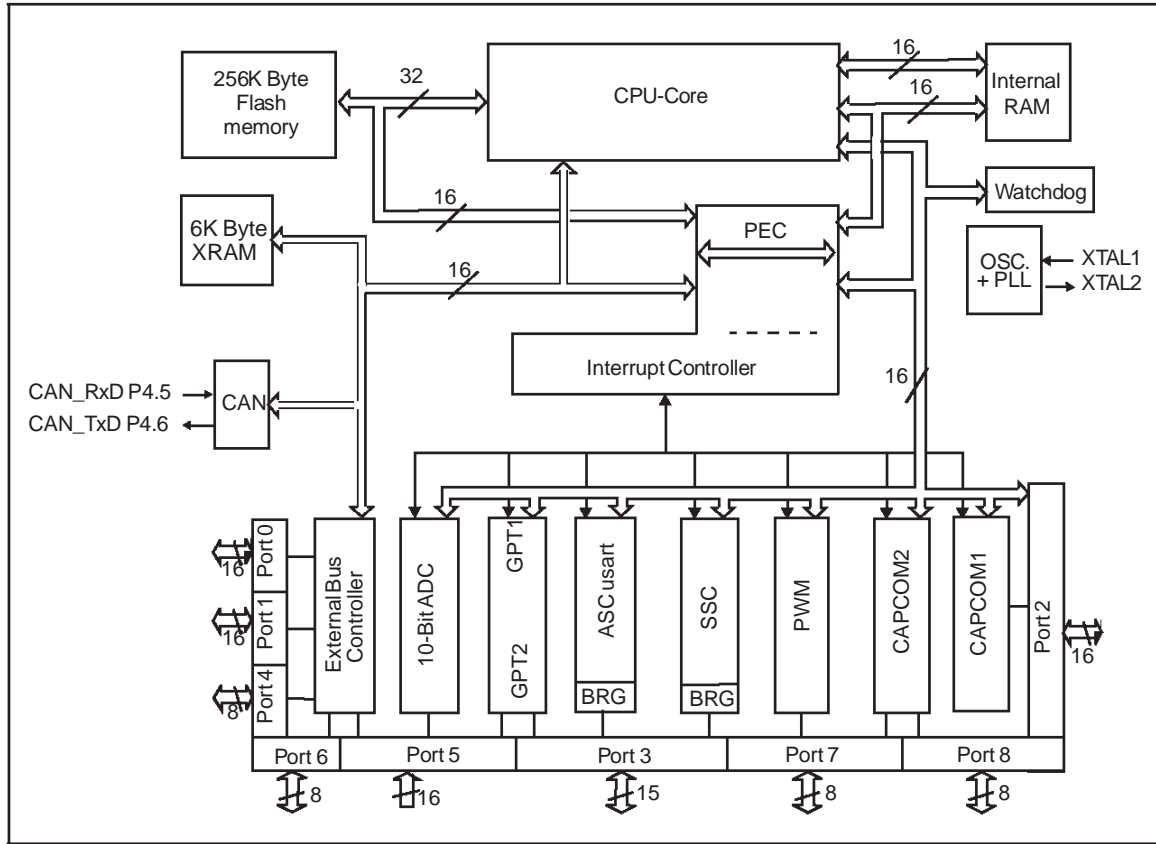 256K Byte
Flash
memory
32
CPU-Core
16
16
Internal
RAM
Watchdog
6K Byte
XRAM
16
16
PEC
OSC.
+ PLL
XTAL1
XTAL2
Interrupt Controller
16
CAN_RxD P4.5
CAN_TxD P4.6
CAN
Port 0
16
Port 1
16
Port 4
8
External Bus
Controller
10-Bit ADC
GPT1
GPT2
ASC usart
BRG
SSC
BRG
PWM
CAPCOM2
CAPCOM1
Port 2
16
Port 6
Port 5
Port 3
Port 7
Port 8
8
16
15
8
8